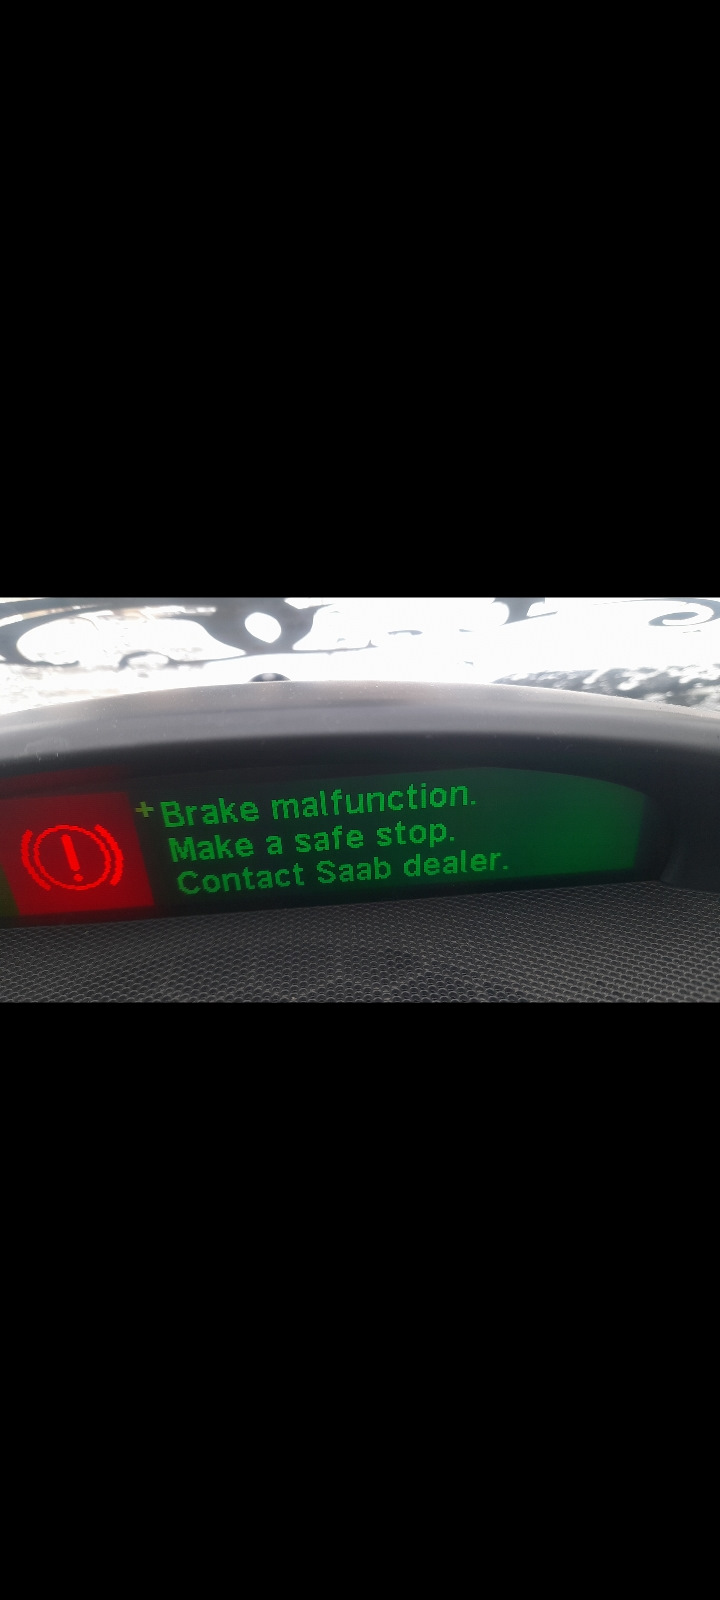 +Brake malfunction.
Make a safe stop.
Contact Saab dealer.